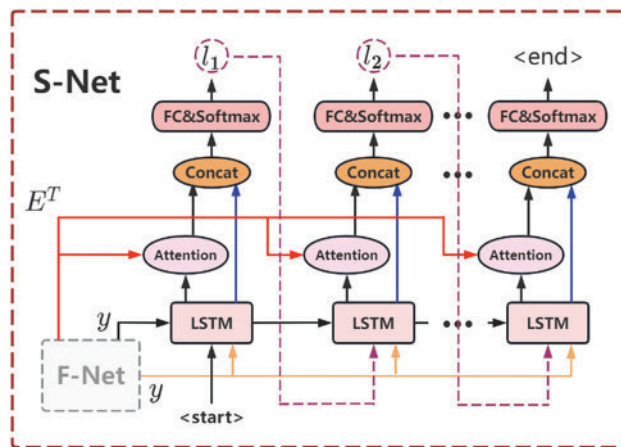 S-Net
l₁
l₂
<end>
FC&Softmax
FC&Softmax
•••
FC&Softmax
Concat
Concat
•••
Concat
Eᵀ
Attention
Attention
Attention
y
LSTM
LSTM
•••
LSTM
F-Net
y
<start>